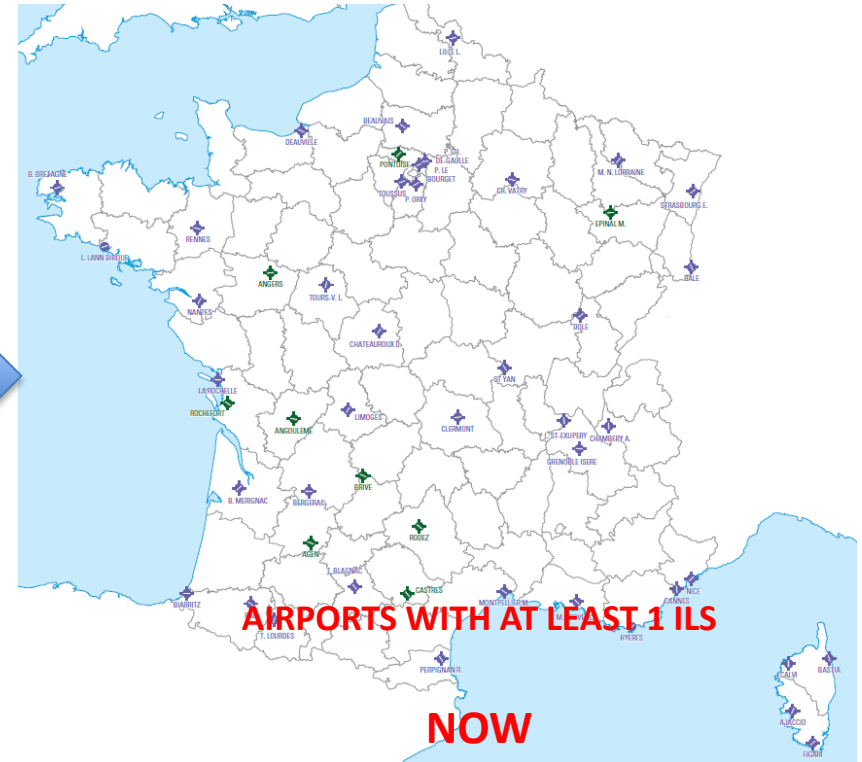 LILLE L.
BEAUVAIS
DEAUVILLE
PONTOISE
P. CH.
DE-GAULLE
P. LE
BOURGET
TOUSSUS
P. ORLY
CH. VATRY
M. N. LORRAINE
STRASBOURG E.
EPINAL M.
BALE
B. BRETAGNE
RENNES
L. LANN BIHOUE
ANGERS
TOURS-V. L.
NANTES
CHATEAUROUX D.
DOLE
ST YAN
LA ROCHELLE
ROCHEFORT
ANGOULEME
LIMOGES
CLERMONT
ST-EXUPERY
CHAMBERY A.
GRENOBLE ISERE
B. MERIGNAC
BERGERAC
BRIVE
RODEZ
AGEN
T. BLAGNAC
CASTRES
BIARRITZ
T. LOURDES
MONTPELLIER M.
NICE
CANNES
HYERES
AIRPORTS WITH AT LEAST 1 ILS
PERPIGNAN R.
CALVI
BASTIA
AJACCIO
FIGARI
NOW